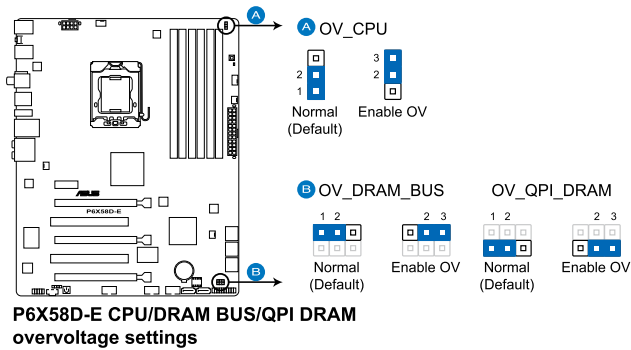 A
A OV_CPU
3
2 2
1
Normal
(Default)
Enable OV
B OV_DRAM_BUS
OV_QPI_DRAM
1 2
2 3
1 2
2 3
Normal
(Default)
Enable OV
Normal
(Default)
Enable OV
ASUS
P6X58D-E
B
P6X58D-E CPU/DRAM BUS/QPI DRAM
overvoltage settings